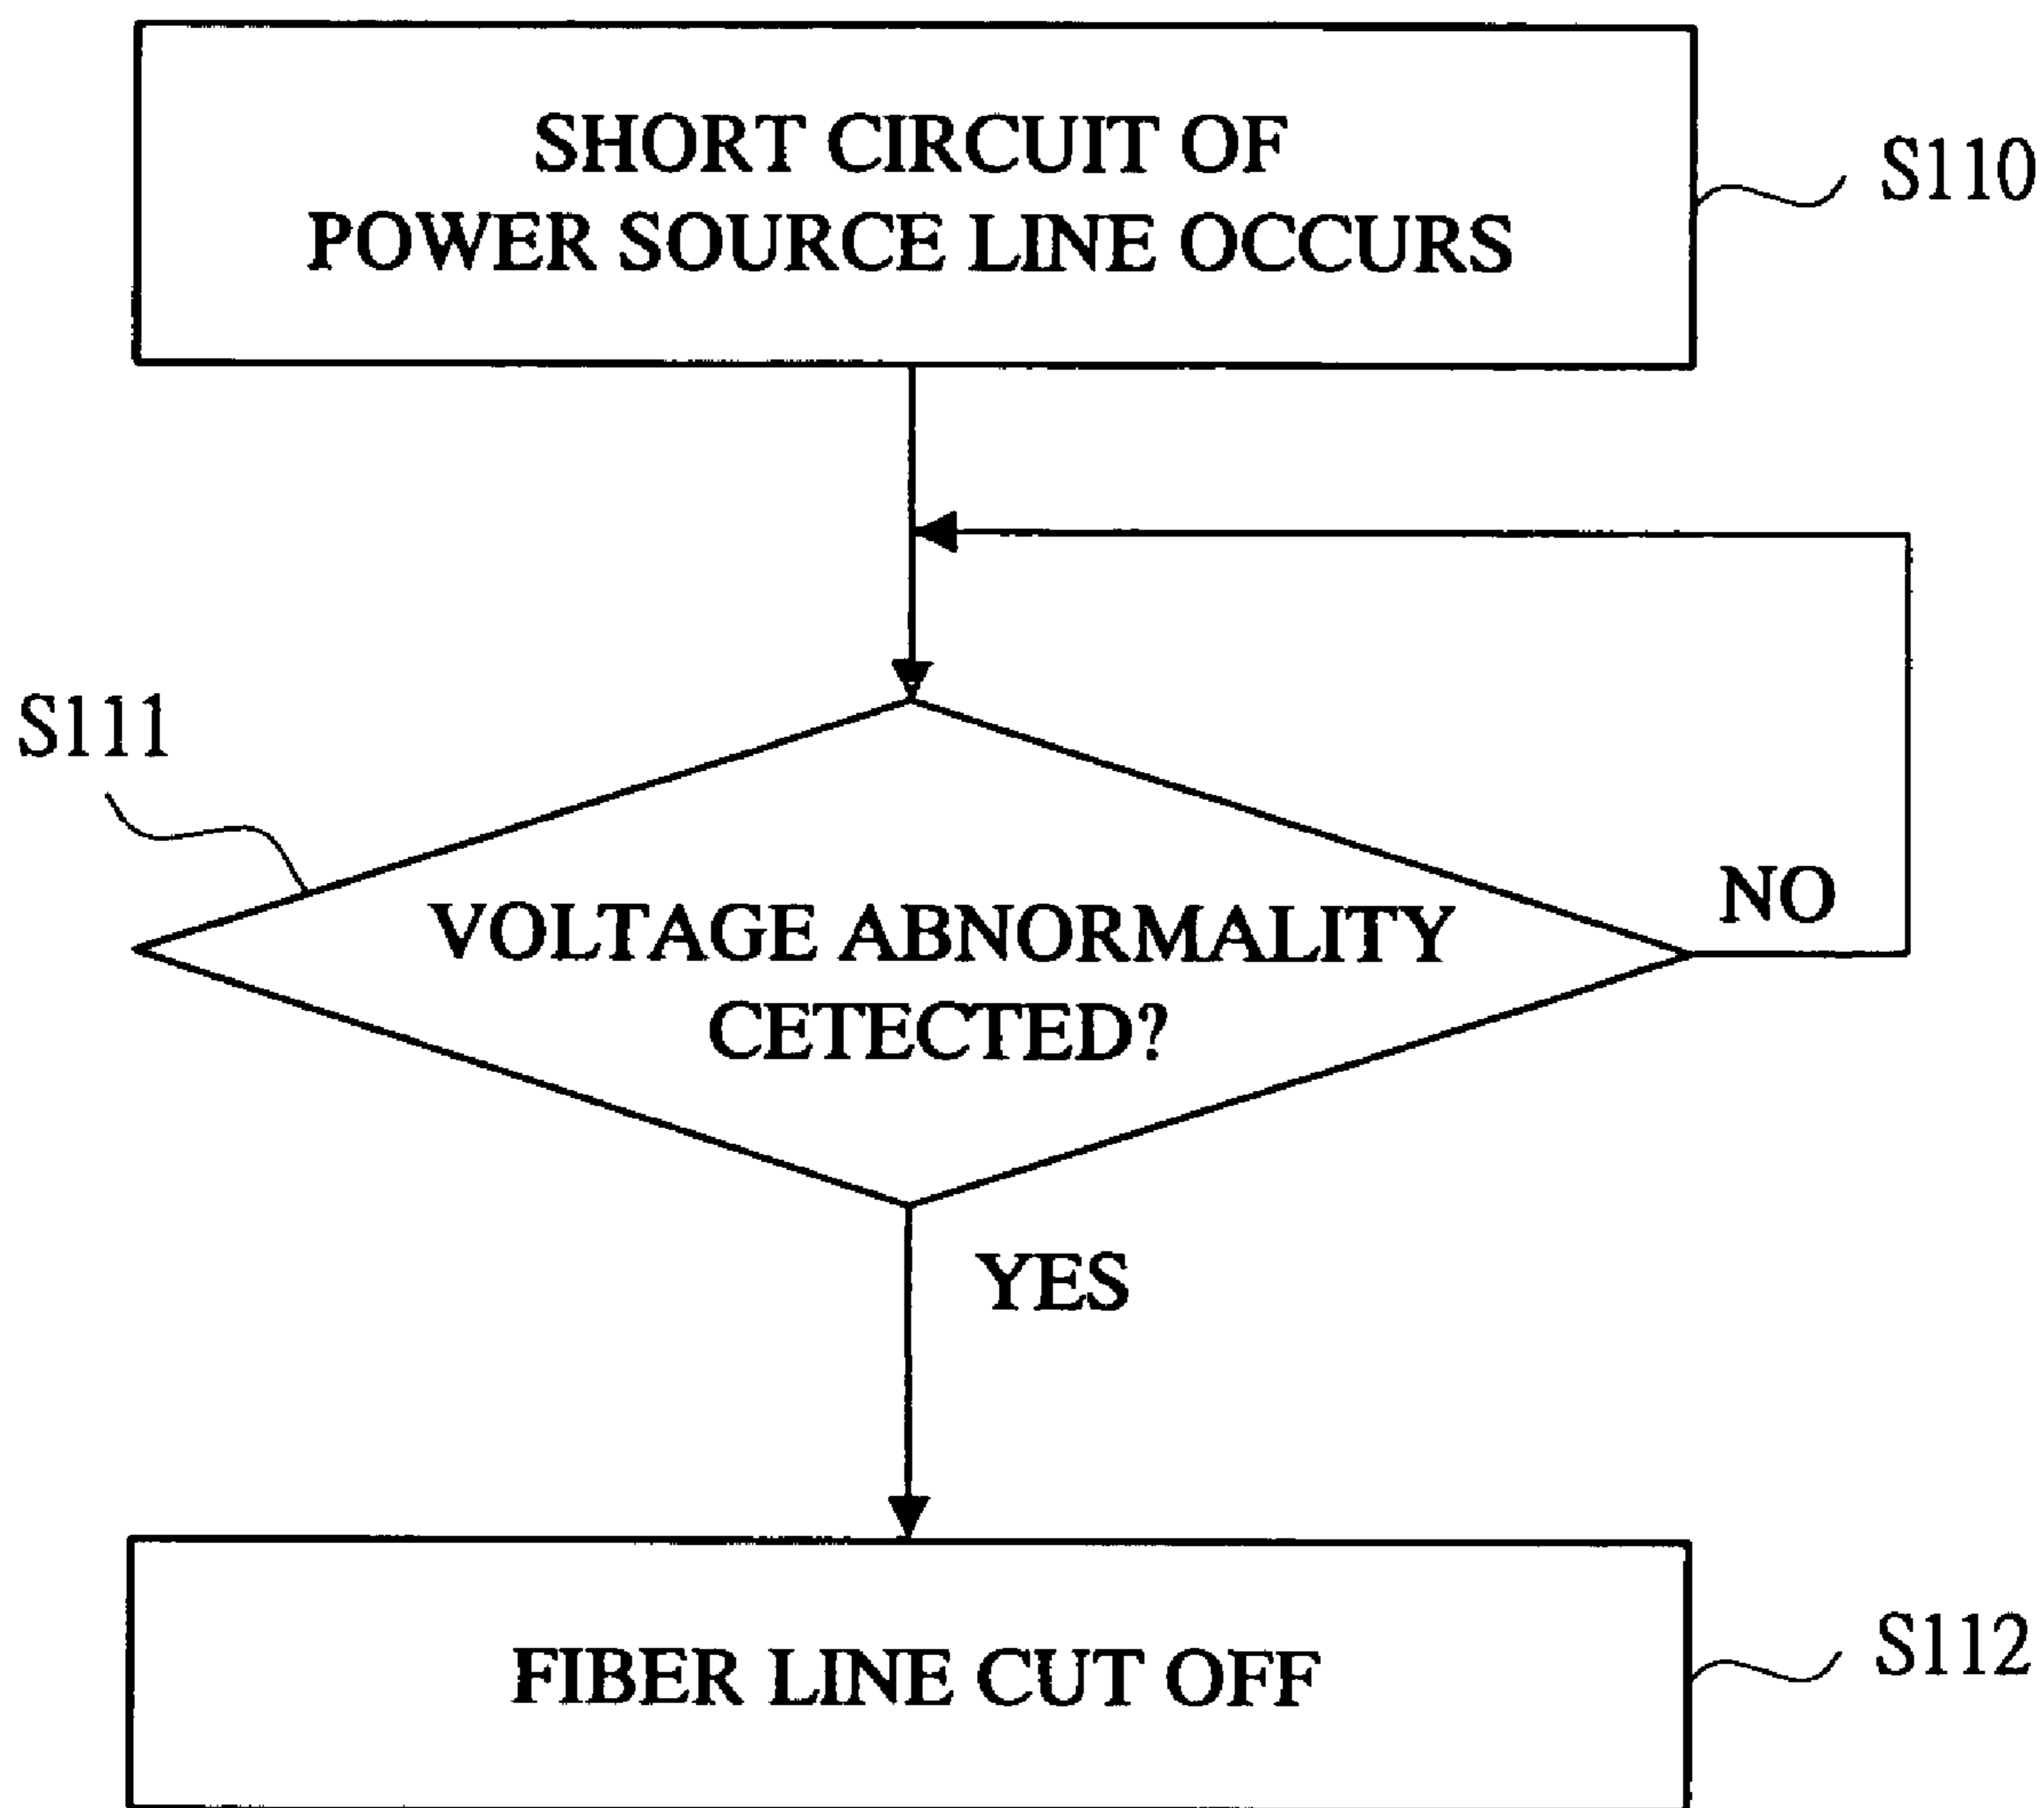 SHORT CIRCUIT OF
POWER SOURCE LINE OCCURS
S110
S111
VOLTAGE ABNORMALITY
CETECTED?
NO
YES
FIBER LINE CUT OFF
S112